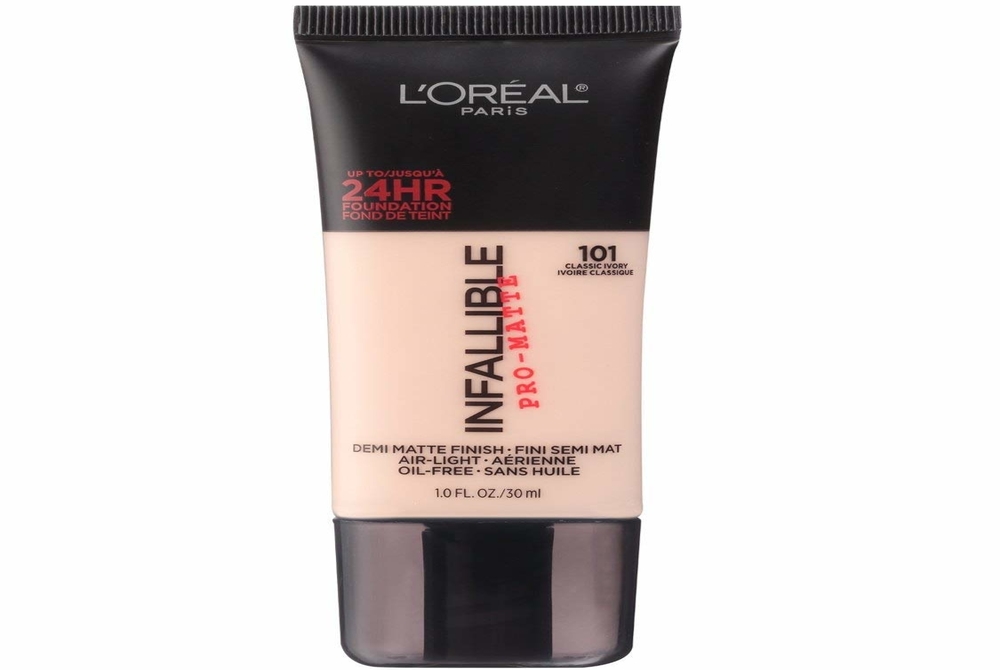 L'ORÉAL®
PARiS
UP TO/JUSQU'À
24HR
FOUNDATION
FOND DE TEINT
101
CLASSIC IVORY
IVOIRE CLASSIQUE
INFALLIBLE
PRO-MATTE
DEMI MATTE FINISH · FINI SEMI MAT
AIR-LIGHT · AÉRIENNE
OIL-FREE · SANS HUILE
1.0 FL. OZ./30 ml